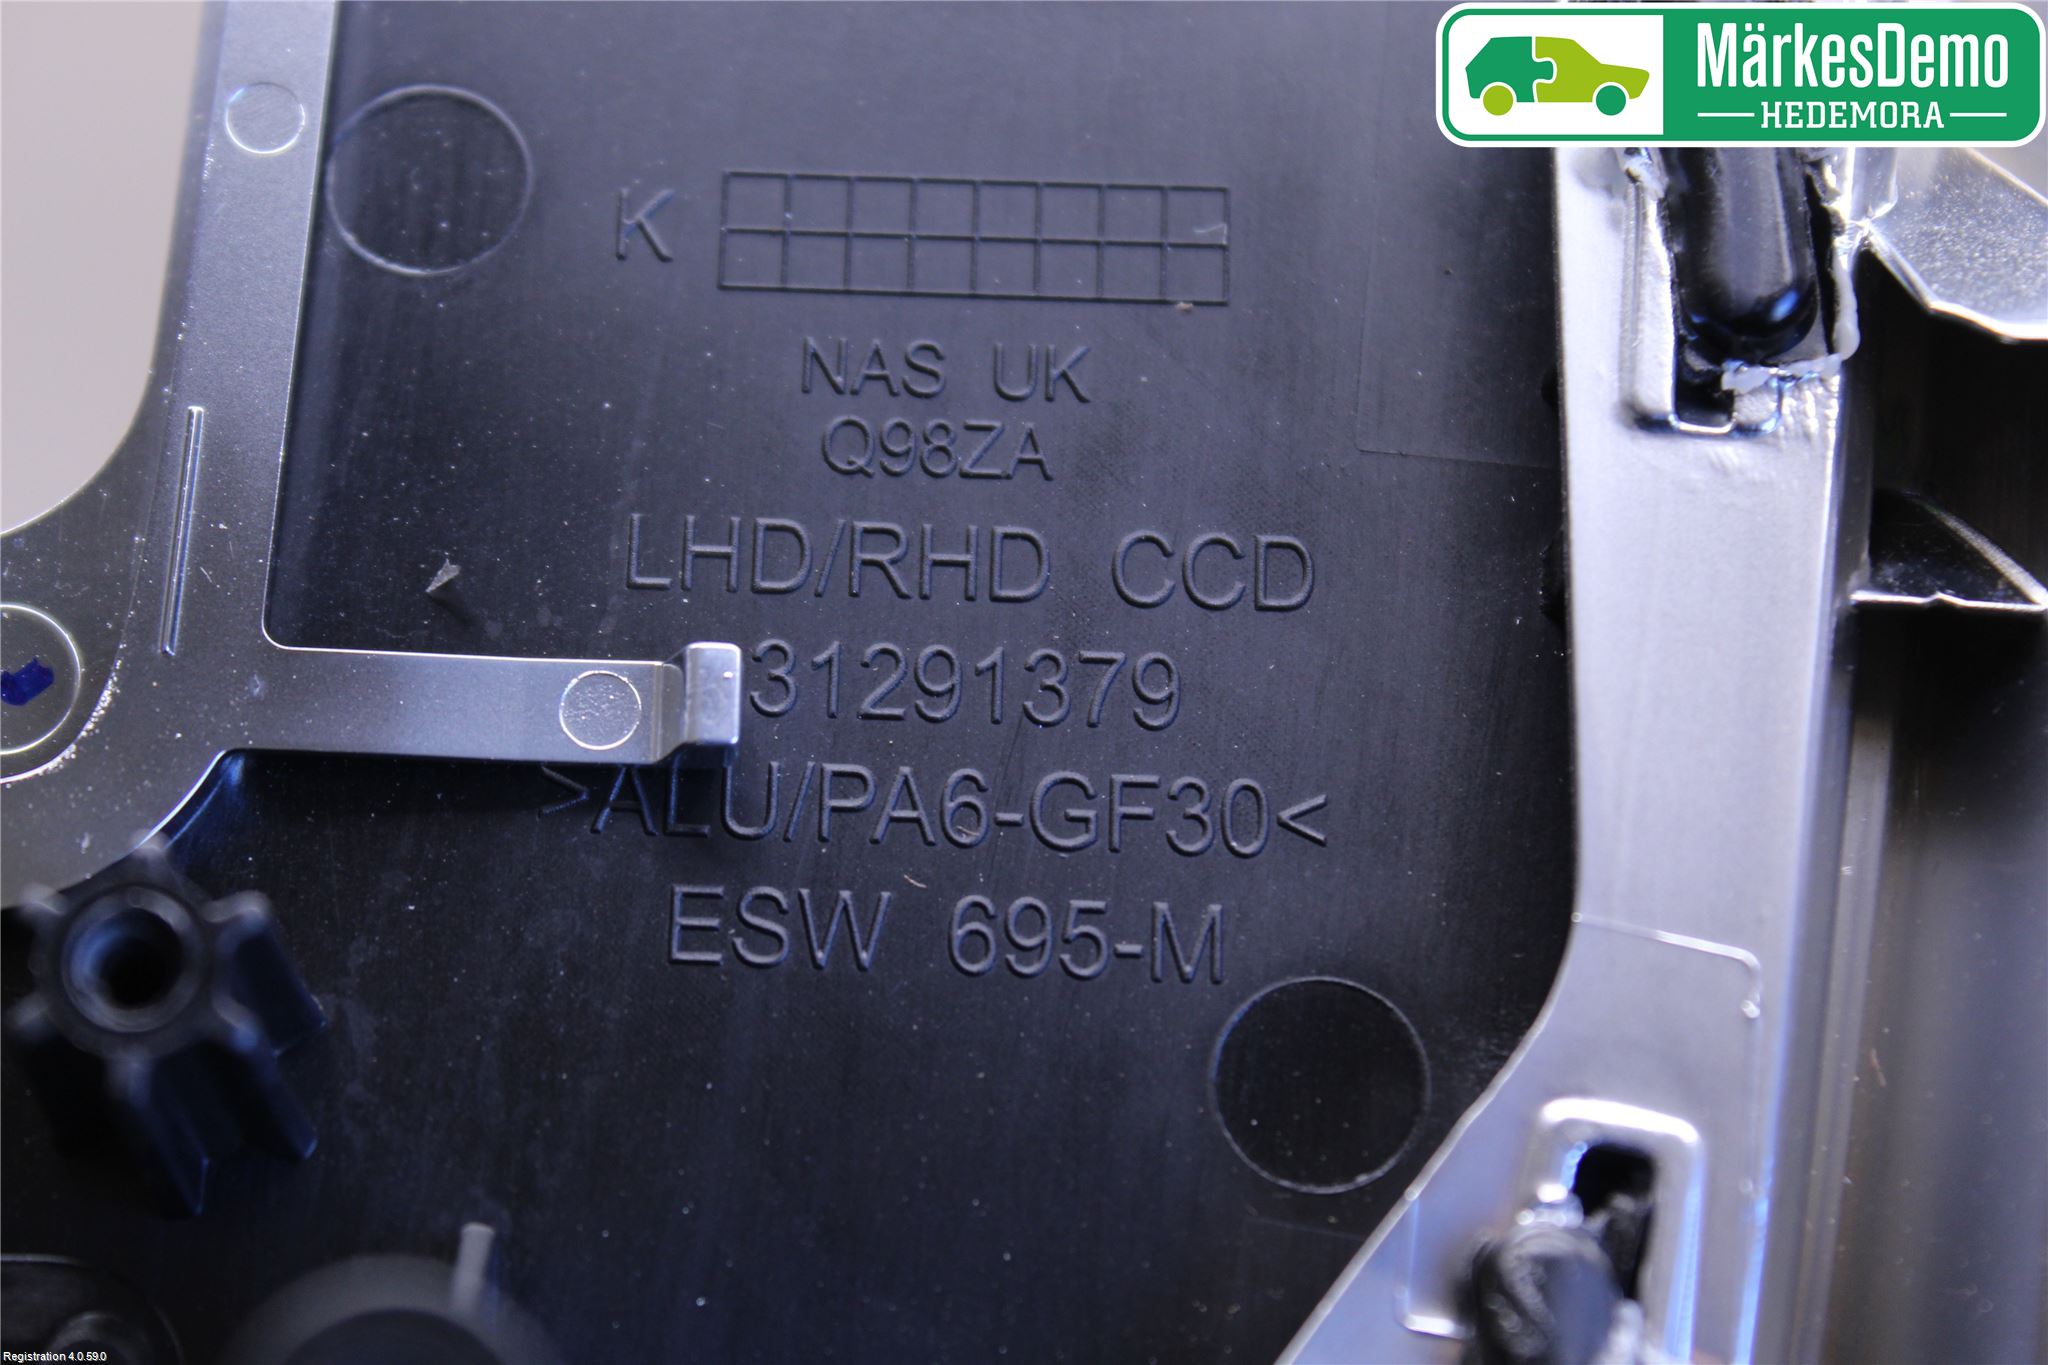 MärkesDemo
HEDEMORA
K
NAS UK
Q98ZA
LHD/RHD CCD
31291379
>ALU/PA6-GF30<
ESW 695-M
Registration 4.0.59.0